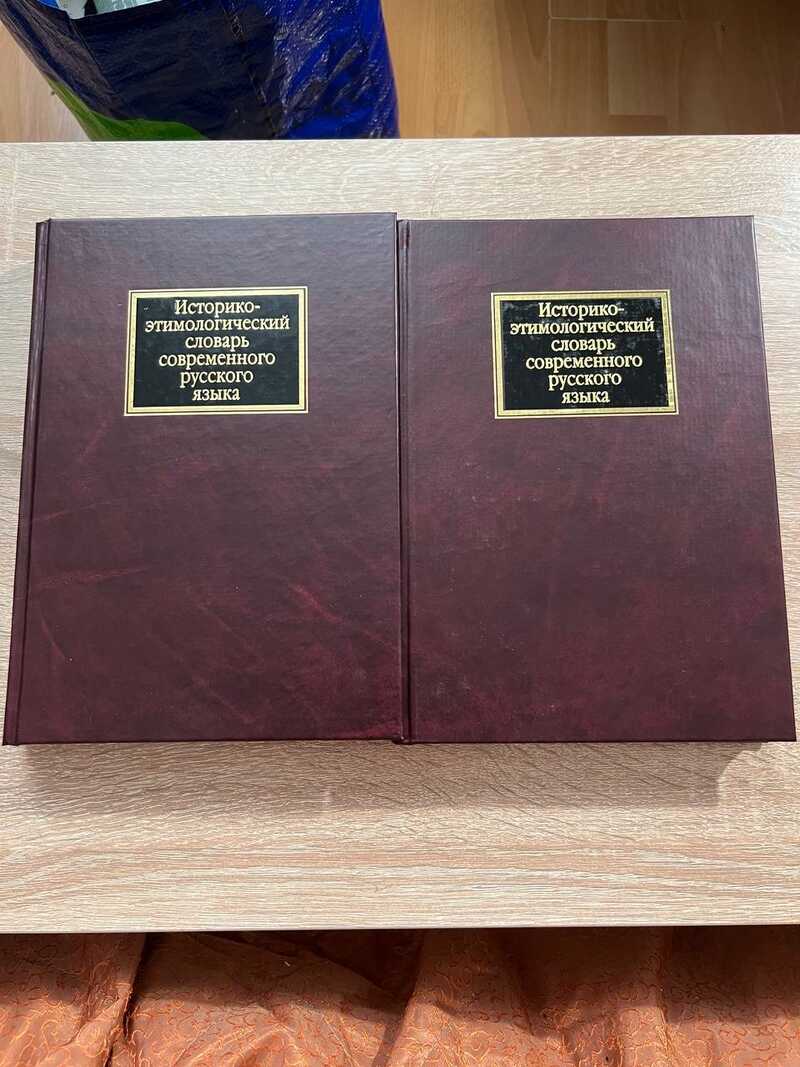 Историко-
этимологический
словарь
современного
русского
языка
Историко-
этимологический
словарь
современного
русского
языка